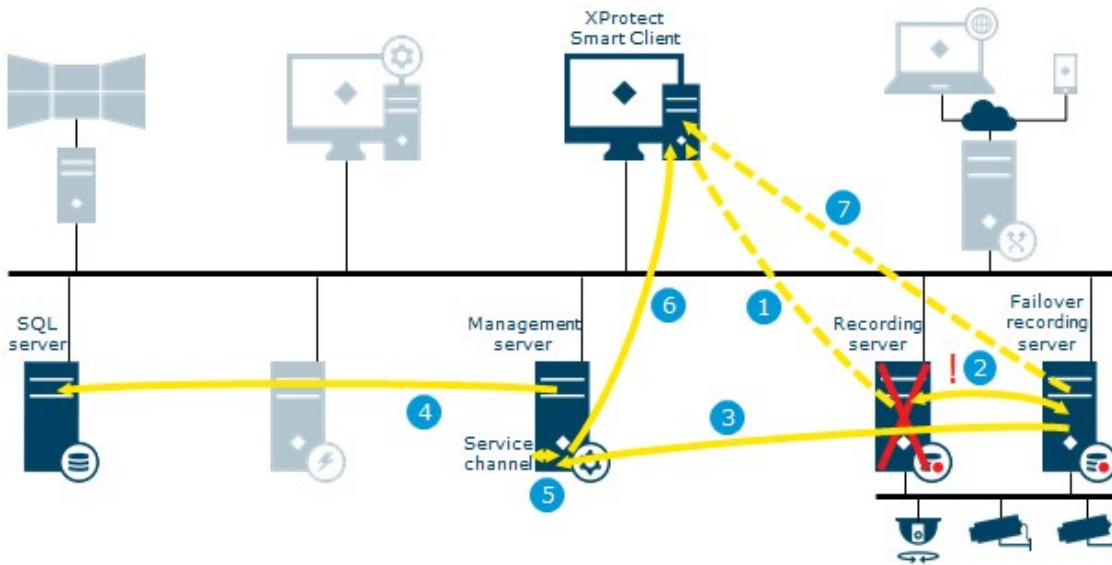 XProtect
Smart Client
7
6
1
SQL
server
Management
server
Recording
server
Failover
recording
server
! 2
4
3
Service
channel
5